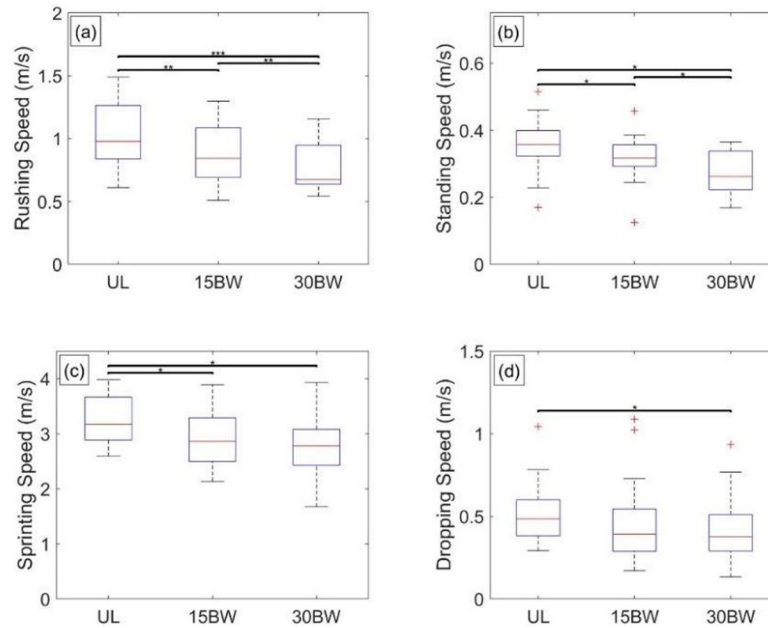 (a)
Rushing Speed (m/s)
2
1.5
1
0.5
0
***
**
**
UL 15BW 30BW
(b)
Standing Speed (m/s)
0.6
0.4
0.2
0
*
*
*
UL 15BW 30BW
(c)
Sprinting Speed (m/s)
4
3
2
1
0
*
*
UL 15BW 30BW
(d)
Dropping Speed (m/s)
1.5
1
0.5
0
*
UL 15BW 30BW